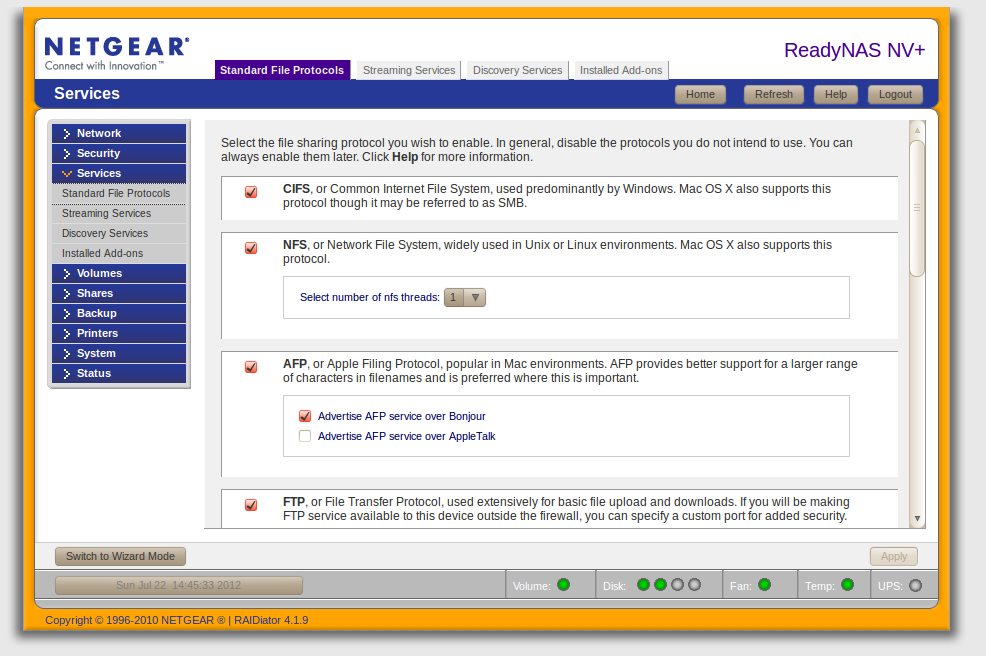 NETGEAR®
Connect with Innovation™
ReadyNAS NV+
Standard File Protocols
Streaming Services
Discovery Services
Installed Add-ons
Services
Home
Refresh
Help
Logout
Network
Security
Services
Standard File Protocols
Streaming Services
Discovery Services
Installed Add-ons
Volumes
Shares
Backup
Printers
System
Status
Select the file sharing protocol you wish to enable. In general, disable the protocols you do not intend to use. You can
always enable them later. Click Help for more information.
CIFS, or Common Internet File System, used predominantly by Windows. Mac OS X also supports this
protocol though it may be referred to as SMB.
NFS, or Network File System, widely used in Unix or Linux environments. Mac OS X also supports this
protocol.
Select number of nfs threads: 1
AFP, or Apple Filing Protocol, popular in Mac environments. AFP provides better support for a larger range
of characters in filenames and is preferred where this is important.
Advertise AFP service over Bonjour
Advertise AFP service over AppleTalk
FTP, or File Transfer Protocol, used extensively for basic file upload and downloads. If you will be making
FTP service available to this device outside the firewall, you can specify a custom port for added security.
Switch to Wizard Mode
Apply
Sun Jul 22 14:45:33 2012
Volume:
Disk:
Fan:
Temp:
UPS:
Copyright © 1996-2010 NETGEAR ® | RAIDiator 4.1.9